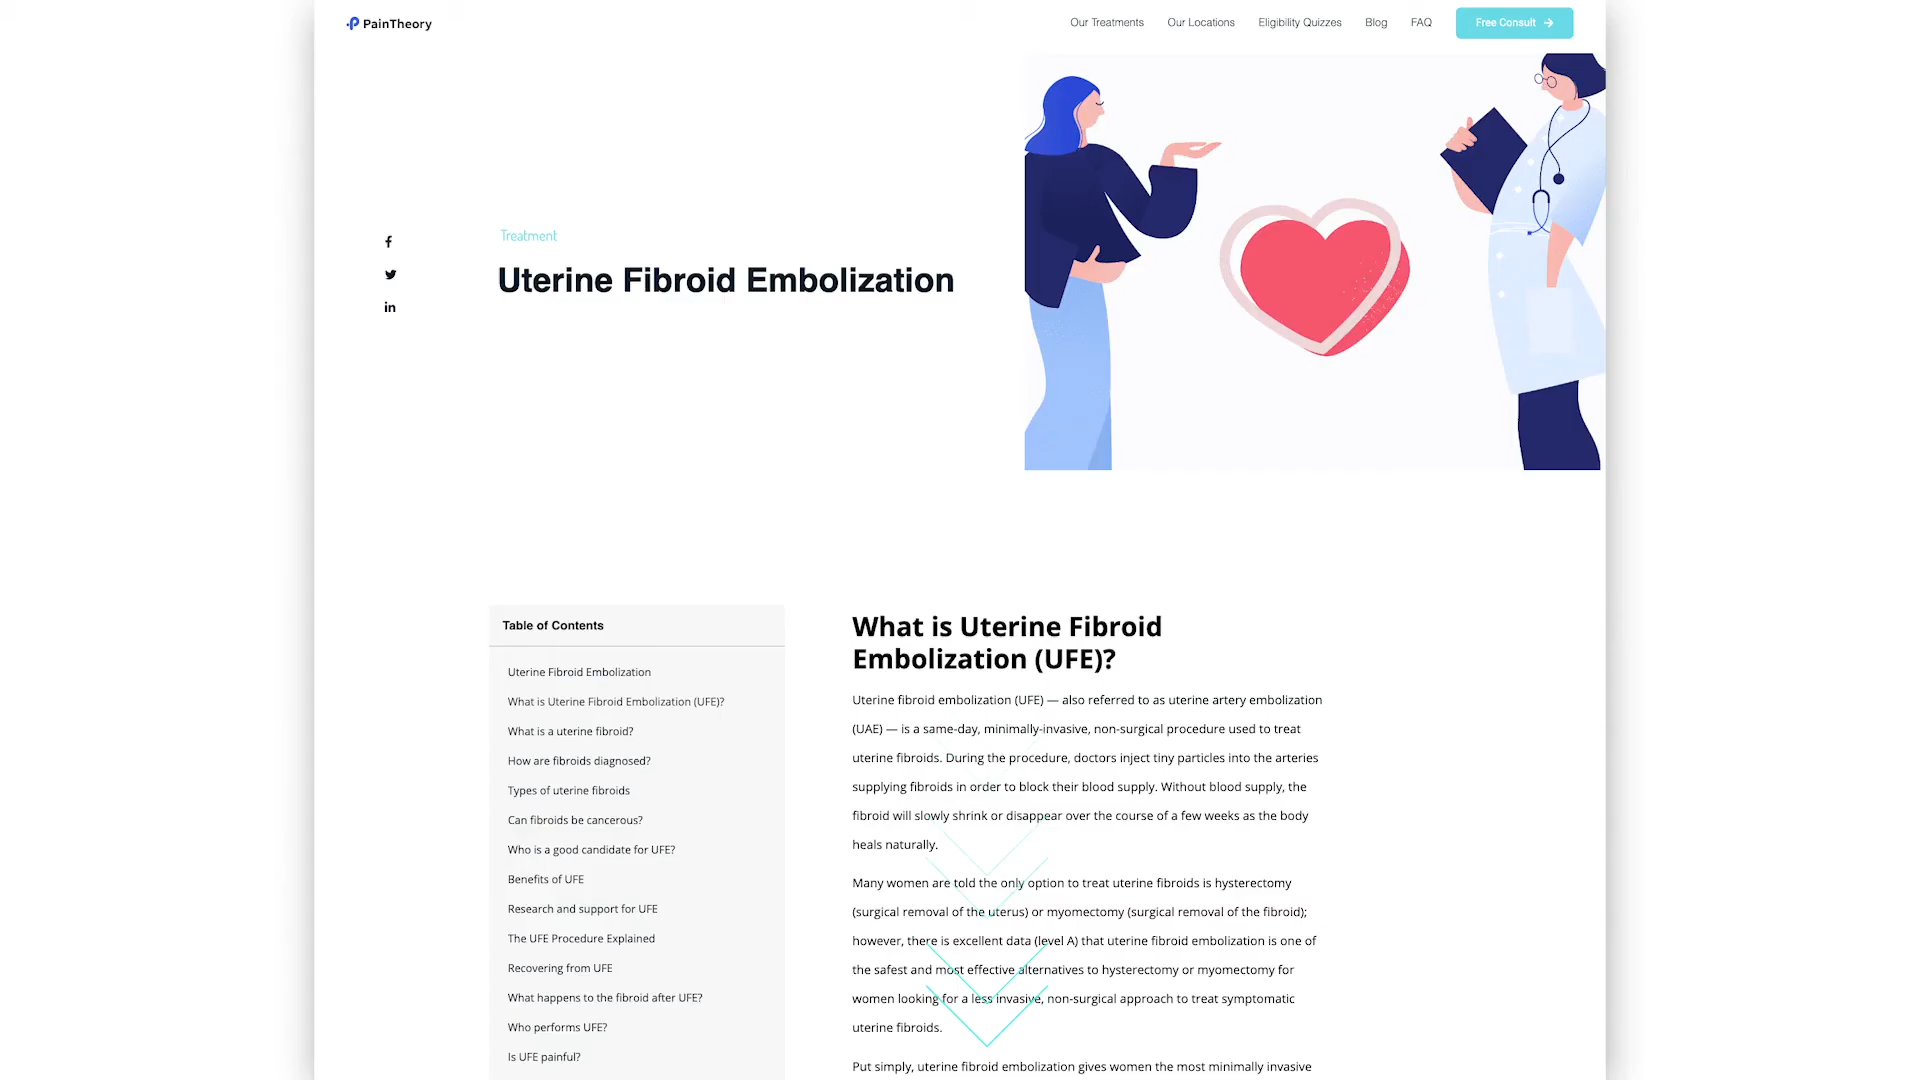 PainTheory
Our Treatments
Our Locations
Eligibility Quizzes
Blog
FAQ
Free Consult
Treatment
Uterine Fibroid Embolization
Table of Contents
Uterine Fibroid Embolization
What is Uterine Fibroid Embolization (UFE)?
What is a uterine fibroid?
How are fibroids diagnosed?
Types of uterine fibroids
Can fibroids be cancerous?
Who is a good candidate for UFE?
Benefits of UFE
Research and support for UFE
The UFE Procedure Explained
Recovering from UFE
What happens to the fibroid after UFE?
Who performs UFE?
Is UFE painful?
What is Uterine Fibroid
Embolization (UFE)?
Uterine fibroid embolization (UFE) — also referred to as uterine artery embolization
(UAE) — is a same-day, minimally-invasive, non-surgical procedure used to treat
uterine fibroids. During the procedure, doctors inject tiny particles into the arteries
supplying fibroids in order to block their blood supply. Without blood supply, the
fibroid will slowly shrink or disappear over the course of a few weeks as the body
heals naturally.
Many women are told the only option to treat uterine fibroids is hysterectomy
(surgical removal of the uterus) or myomectomy (surgical removal of the fibroid);
however, there is excellent data (level A) that uterine fibroid embolization is one of
the safest and most effective alternatives to hysterectomy or myomectomy for
women looking for a less invasive, non-surgical approach to treat symptomatic
uterine fibroids.
Put simply, uterine fibroid embolization gives women the most minimally invasive